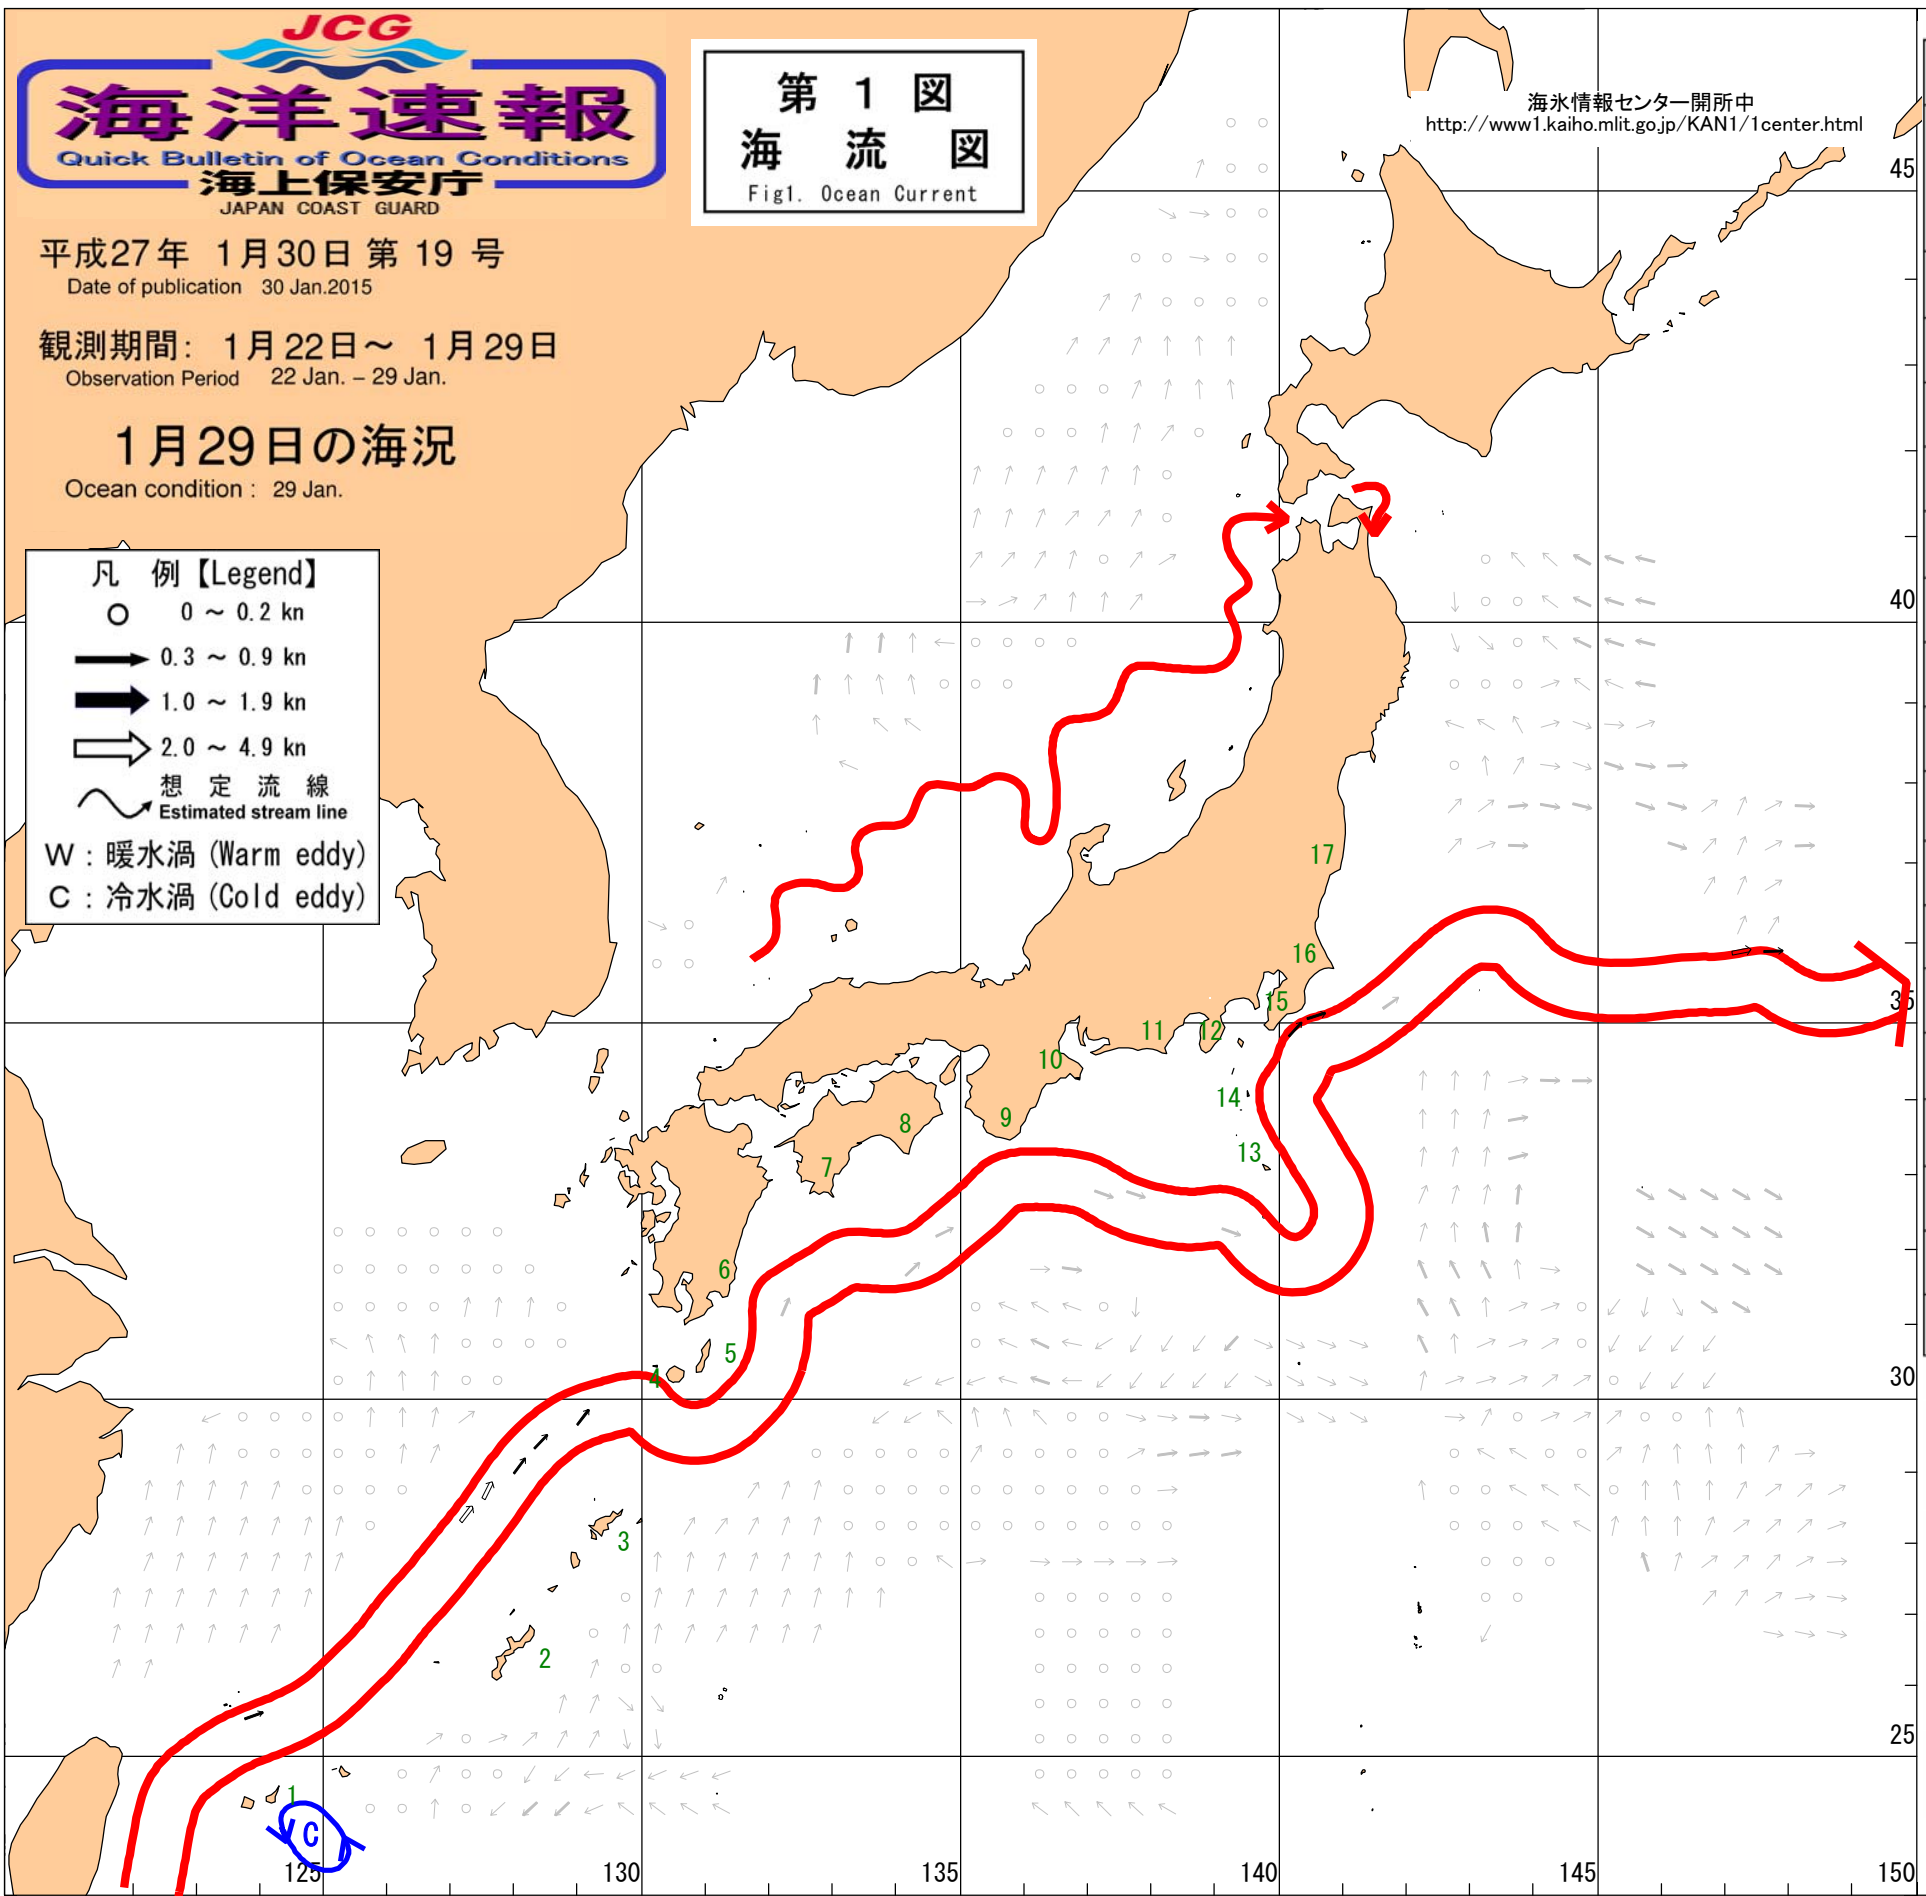 JCG
海洋速報
Quick Bulletin of Ocean Conditions
海上保安庁
JAPAN COAST GUARD
第 1 図
海 流 図
Fig1. Ocean Current
海氷情報センター開所中
http://www1.kaiho.mlit.go.jp/KAN1/1center.html
平成27年 1月30日 第 19 号
Date of publication 30 Jan.2015
観測期間: 1月22日～ 1月29日
Observation Period 22 Jan. – 29 Jan.
1月29日の海況
Ocean condition : 29 Jan.
凡 例【Legend】
0 ～ 0.2 kn
0.3 ～ 0.9 kn
1.0 ～ 1.9 kn
2.0 ～ 4.9 kn
想 定 流 線
Estimated stream line
W : 暖水渦 (Warm eddy)
C : 冷水渦 (Cold eddy)
45
40
35
30
25
17
16
15
12
11
10
14
13
9
8
7
6
5
4
3
2
1
C
125
130
135
140
145
150